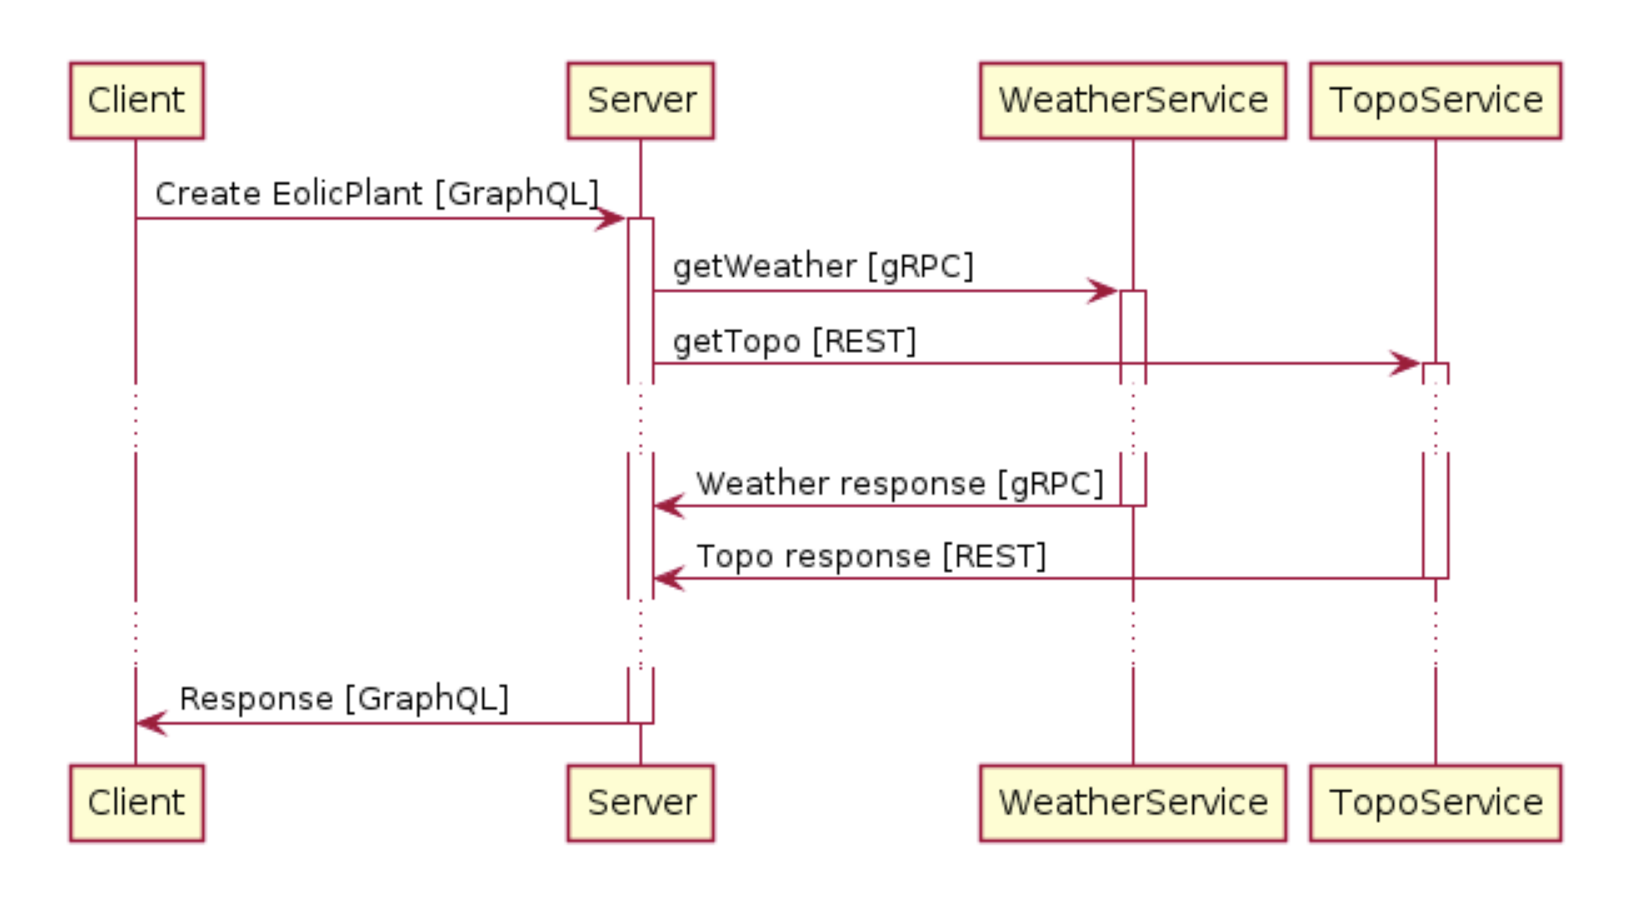 Client
Server
WeatherService
TopoService
Create EolicPlant [GraphQL]
getWeather [gRPC]
getTopo [REST]
Weather response [gRPC]
Topo response [REST]
Response [GraphQL]
Client
Server
WeatherService
TopoService